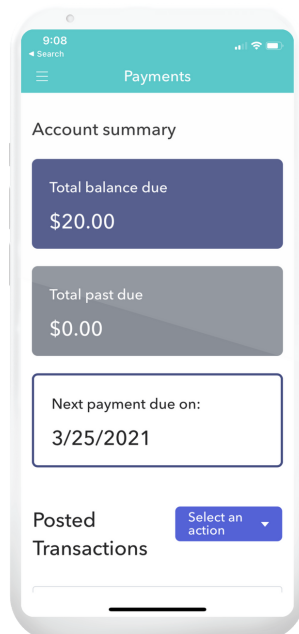 9:08
◀ Search
Payments
Account summary
Total balance due
$20.00
Total past due
$0.00
Next payment due on:
3/25/2021
Posted
Transactions
Select an
action